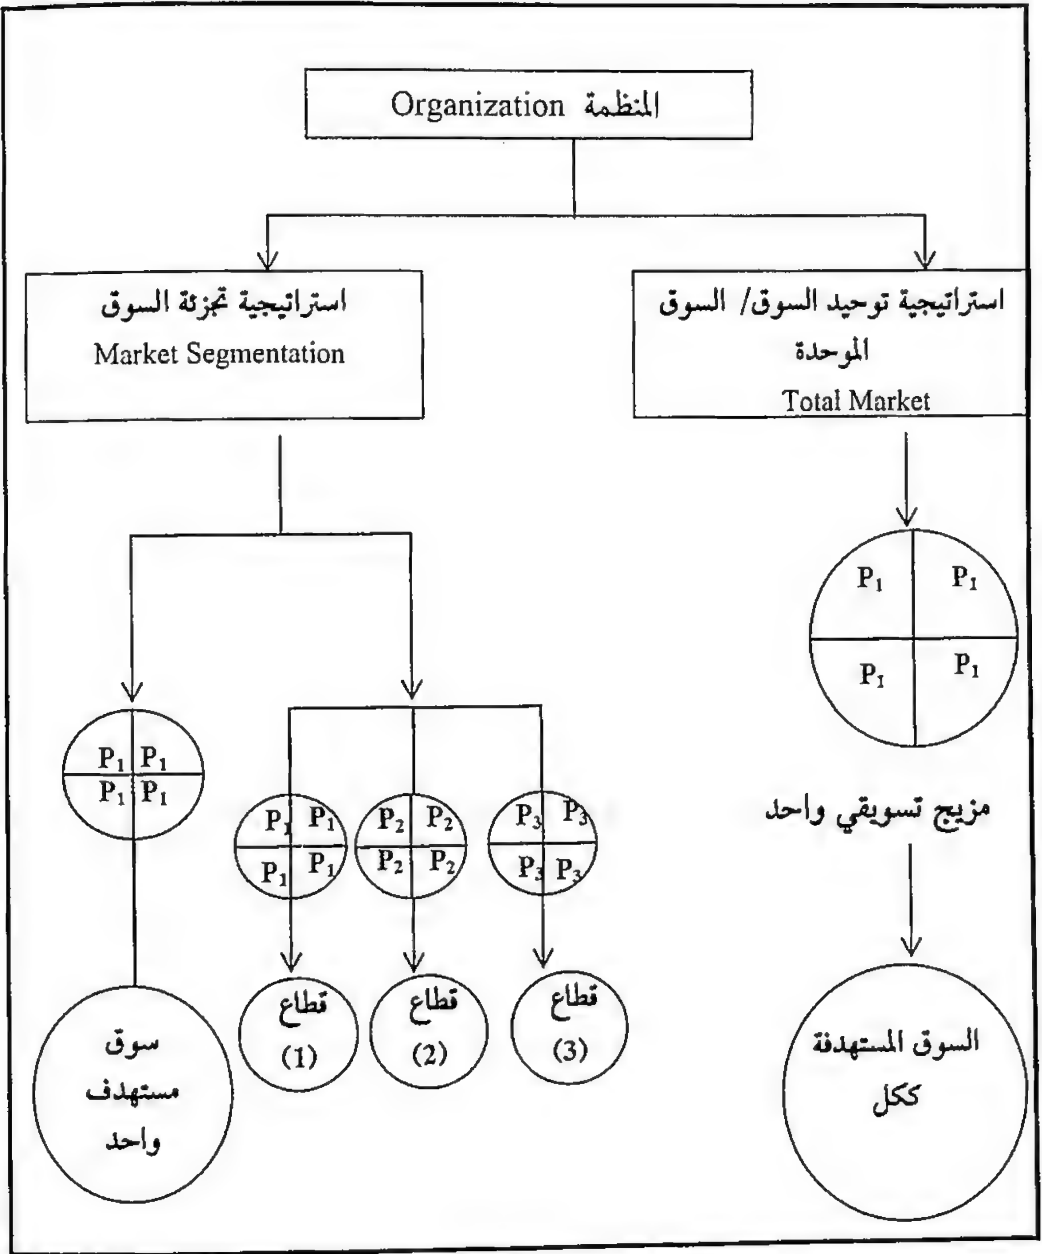 المنظمة Organization
استراتيجية توحيد السوق/ السوق
الموحدة
Total Market
استراتيجية تجزئة السوق
Market Segmentation
P₁ P₁
P₁ P₁
مزيج تسويقي واحد
السوق المستهدفة
ككل
P₁ P₁
P₁ P₁
سوق
مستهدف
واحد
P₁ P₁
P₁ P₁
قطاع
(1)
P₂ P₂
P₂ P₂
قطاع
(2)
P₃ P₃
P₃ P₃
قطاع
(3)